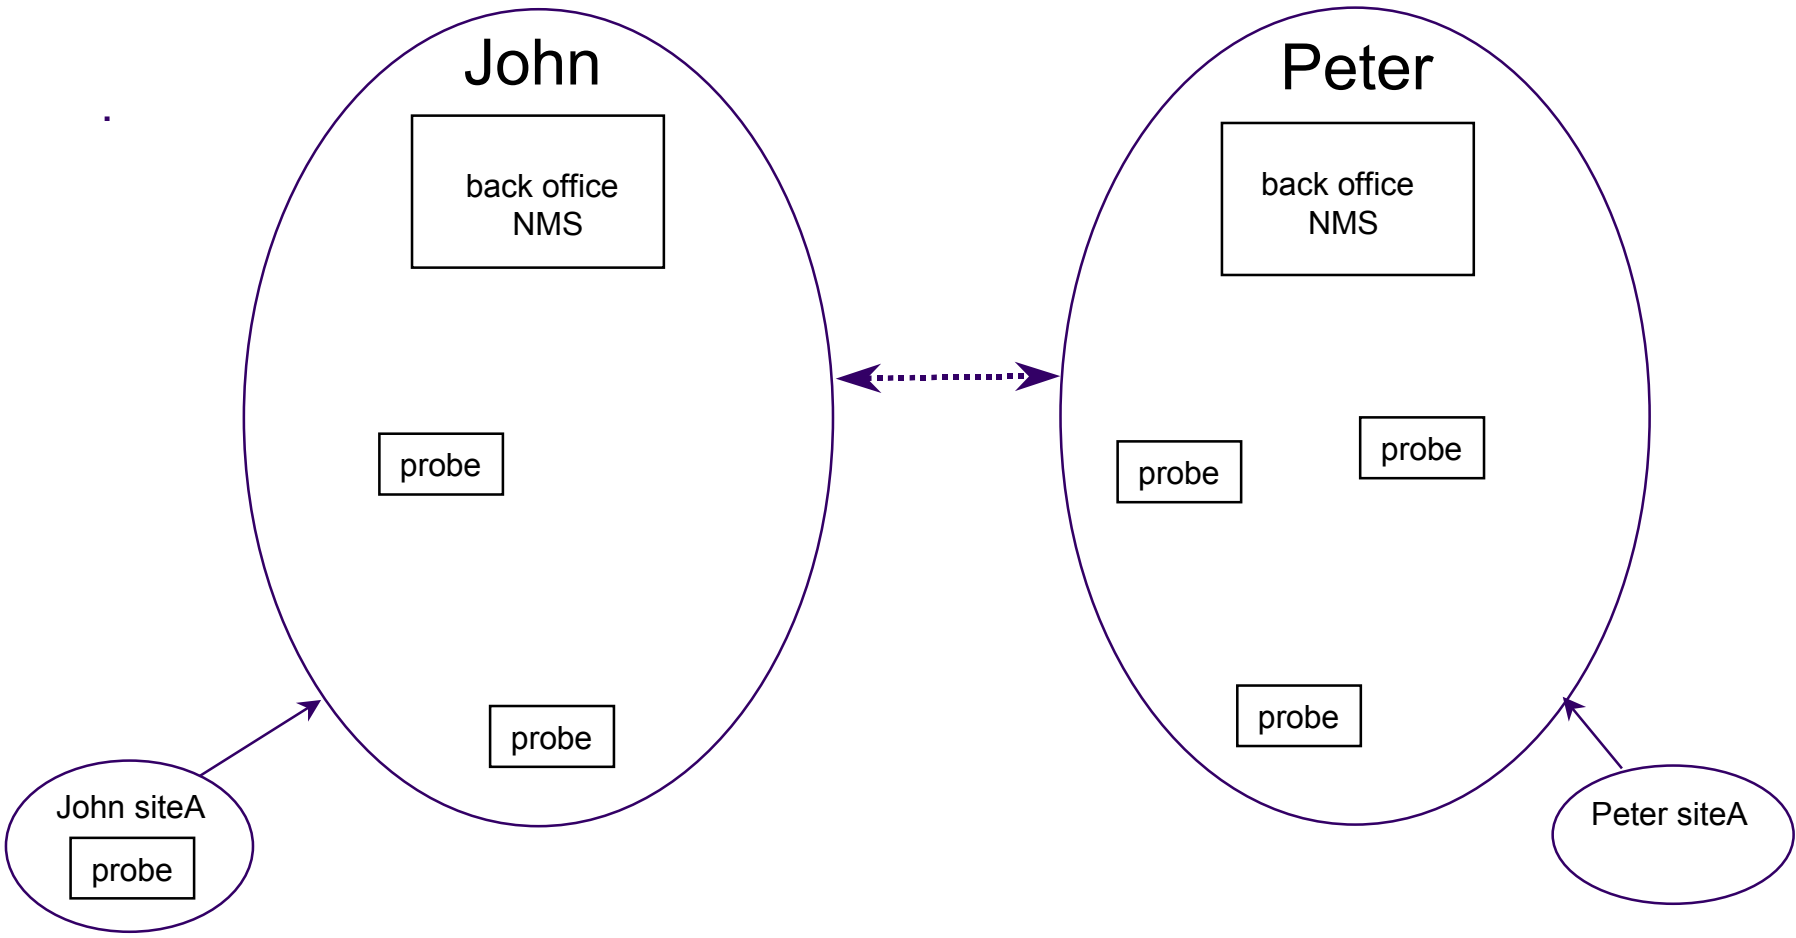 John
back office
NMS
probe
probe
John siteA
probe
Peter
back office
NMS
probe
probe
probe
Peter siteA